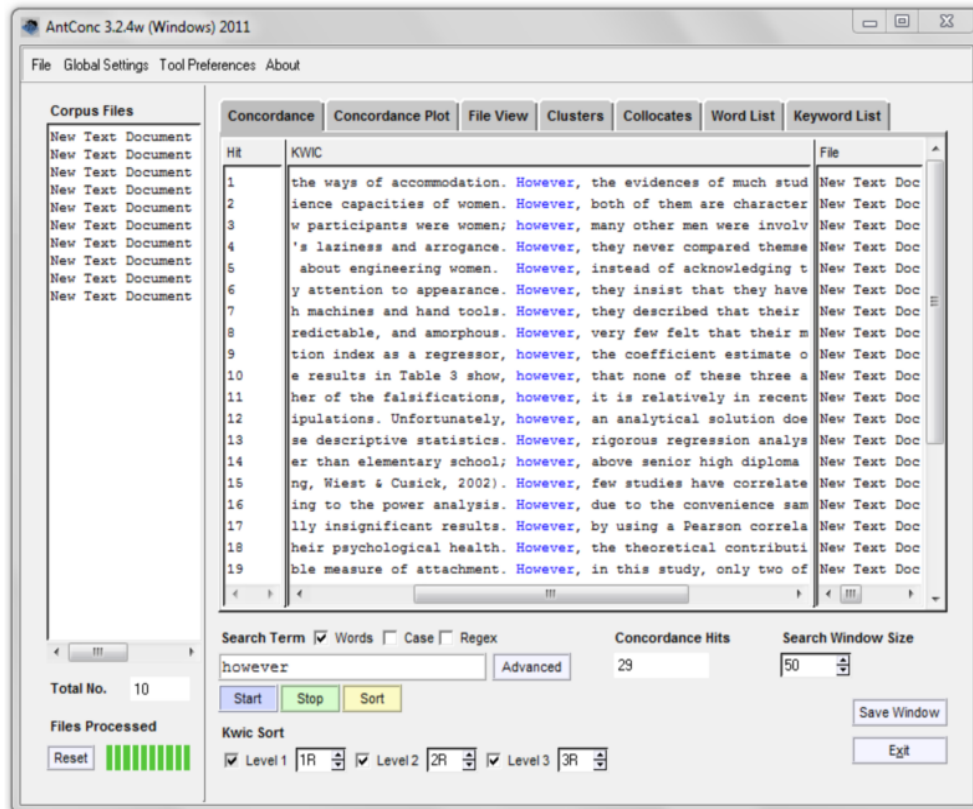 AntConc 3.2.4w (Windows) 2011
File Global Settings Tool Preferences About
Corpus Files
New Text Document
New Text Document
New Text Document
New Text Document
New Text Document
New Text Document
New Text Document
New Text Document
New Text Document
New Text Document
Total No. 10
Files Processed
Reset
Concordance Concordance Plot File View Clusters Collocates Word List Keyword List
Hit KWIC File
1 the ways of accommodation. However, the evidences of much stud New Text Doc
2 ience capacities of women. However, both of them are character New Text Doc
3 w participants were women; however, many other men were involv New Text Doc
4 's laziness and arrogance. However, they never compared themse New Text Doc
5 about engineering women. However, instead of acknowledging t New Text Doc
6 y attention to appearance. However, they insist that they have New Text Doc
7 h machines and hand tools. However, they described that their New Text Doc
8 redictable, and amorphous. However, very few felt that their m New Text Doc
9 tion index as a regressor, however, the coefficient estimate o New Text Doc
10 e results in Table 3 show, however, that none of these three a New Text Doc
11 her of the falsifications, however, it is relatively in recent New Text Doc
12 ipulations. Unfortunately, however, an analytical solution doe New Text Doc
13 se descriptive statistics. However, rigorous regression analys New Text Doc
14 er than elementary school; however, above senior high diploma New Text Doc
15 ng, Wiest & Cusick, 2002). However, few studies have correlate New Text Doc
16 ing to the power analysis. However, due to the convenience sam New Text Doc
17 lly insignificant results. However, by using a Pearson correla New Text Doc
18 heir psychological health. However, the theoretical contributi New Text Doc
19 ble measure of attachment. However, in this study, only two of New Text Doc
Search Term Words Case Regex Concordance Hits Search Window Size
however Advanced 29 50
Start Stop Sort
Save Window
Kwic Sort
Exit
Level 1 1R Level 2 2R Level 3 3R